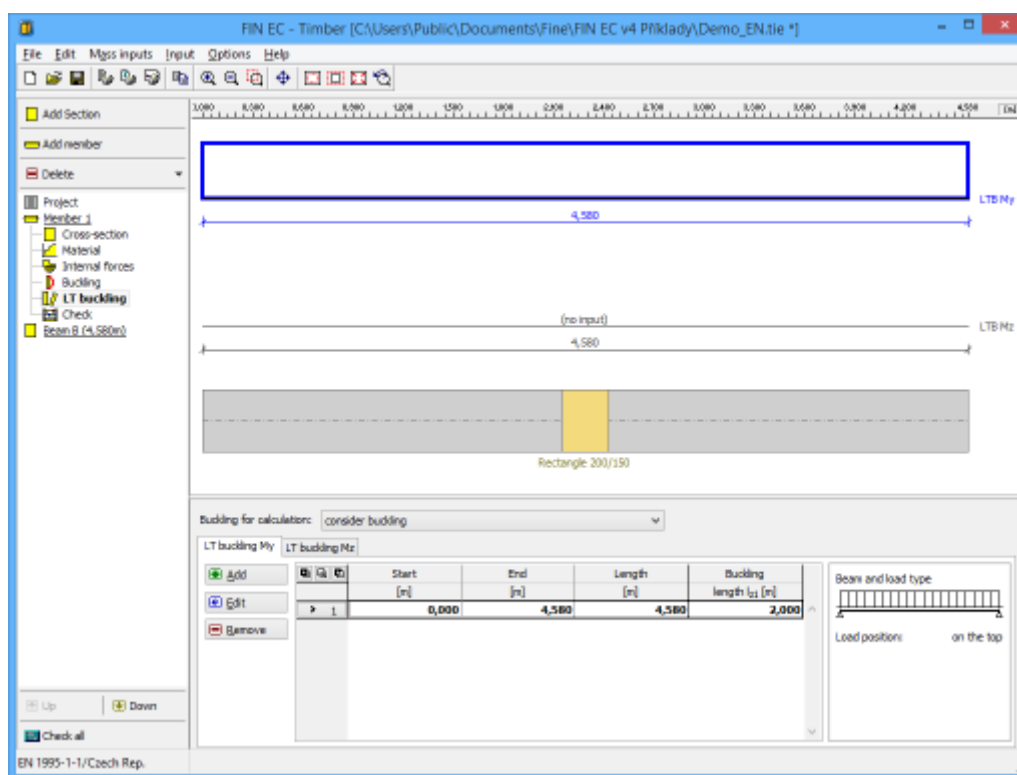 FIN EC - Timber [C:\Users\Public\Documents\Fine\FIN EC v4 Příklady\Demo_EN.tie *]
File Edit Mass inputs Input Options Help
Add Section
Add member
Delete
Project
Member 1
Cross-section
Material
Internal forces
Buckling
LT buckling
Check
Beam B (4,580m)
Up Down
Check all
EN 1995-1-1/Czech Rep.
LTB My
4,580
(no input)
LTB Mz
4,580
Rectangle 200/150
Buckling for calculation: consider buckling
LT buckling My LT buckling Mz
Add
Edit
Remove
Start End Length Buckling
[m] [m] [m] length l21 [m]
1 0,000 4,580 4,580 2,000
Beam and load type
Load position: on the top